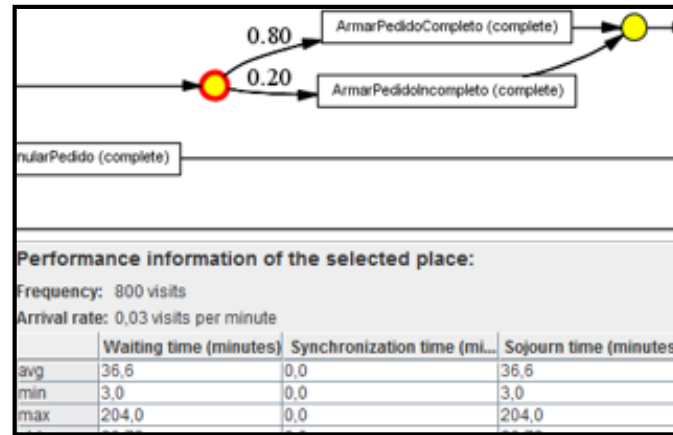 0.80
ArmarPedidoCompleto (complete)
0.20
ArmarPedidoIncompleto (complete)
nularPedido (complete)
Performance information of the selected place:
Frequency: 800 visits
Arrival rate: 0,03 visits per minute
Waiting time (minutes) Synchronization time (mi... Sojourn time (minutes
avg 36,6 0,0 36,6
min 3,0 0,0 3,0
max 204,0 0,0 204,0